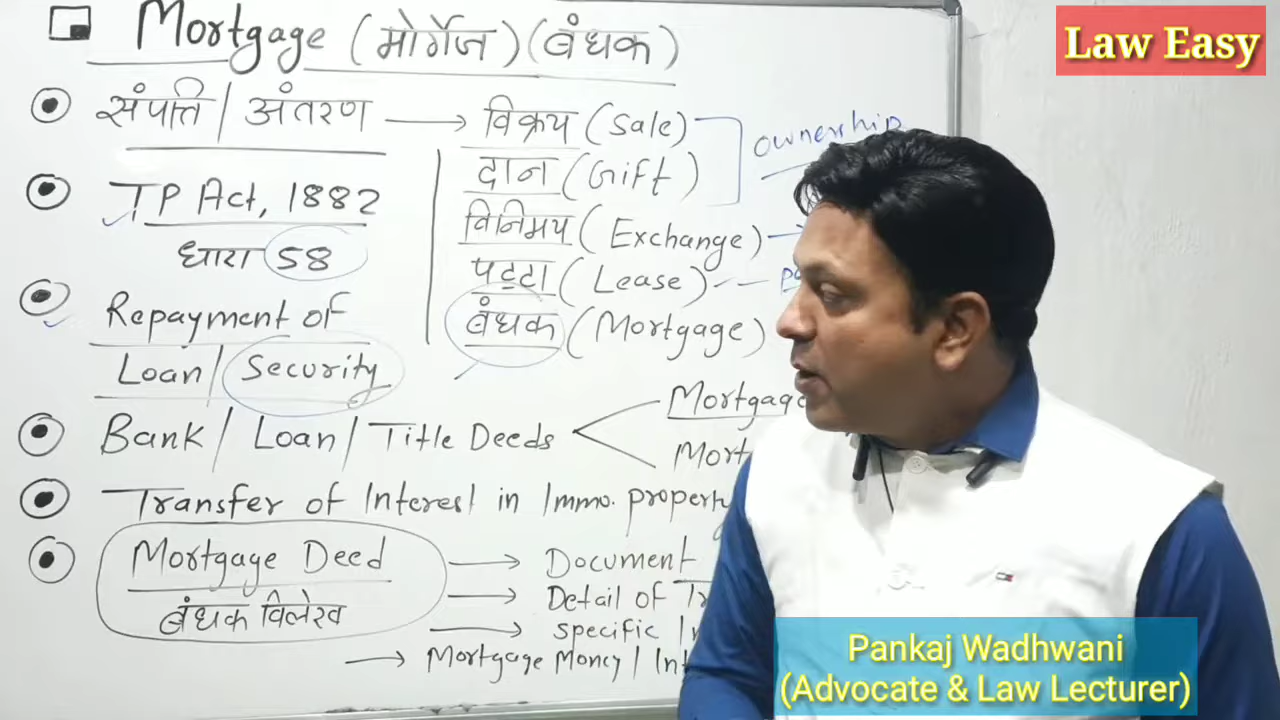 Mortgage (मोर्गेज) (बंधक)
Law Easy
संपत्ति / अंतरण → विक्रय (Sale)
ownership
दान (Gift)
TP Act, 1882
धारा 58
विनिमय (Exchange)
पट्टा (Lease)
बंधक (Mortgage)
Repayment of
Loan / Security
Bank / Loan / Title Deeds
Mortgage
Transfer of Interest in Immo. property
Mortgage Deed → Document
बंधक विलेख → Detail of
→ specific
→ Mortgage Money /
Pankaj Wadhwani
(Advocate & Law Lecturer)